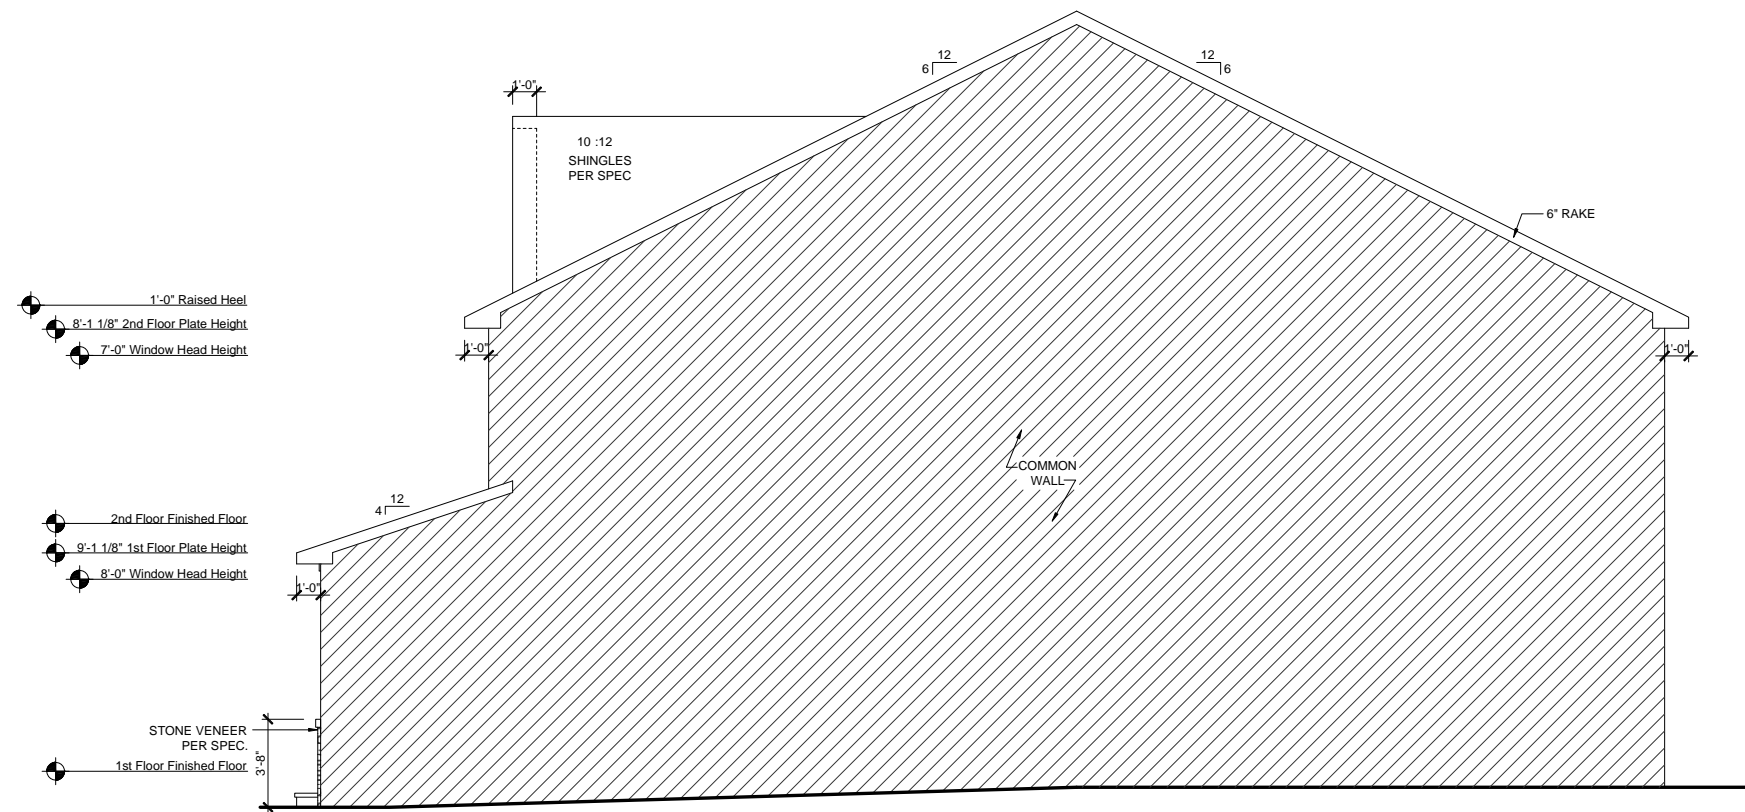 12
6
12
6
1'-0"
10 :12
SHINGLES
PER SPEC
6" RAKE
1'-0" Raised Heel
8'-1 1/8" 2nd Floor Plate Height
7'-0" Window Head Height
1'-0"
1'-0"
COMMON
WALL
12
4
2nd Floor Finished Floor
9'-1 1/8" 1st Floor Plate Height
8'-0" Window Head Height
1'-0"
STONE VENEER
PER SPEC.
3'-8"
1st Floor Finished Floor